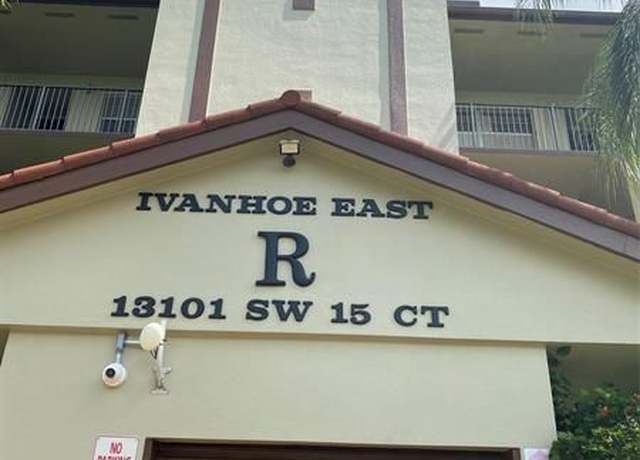 IVANHOE EAST
R
13101 SW 15 CT
NO
PARKING